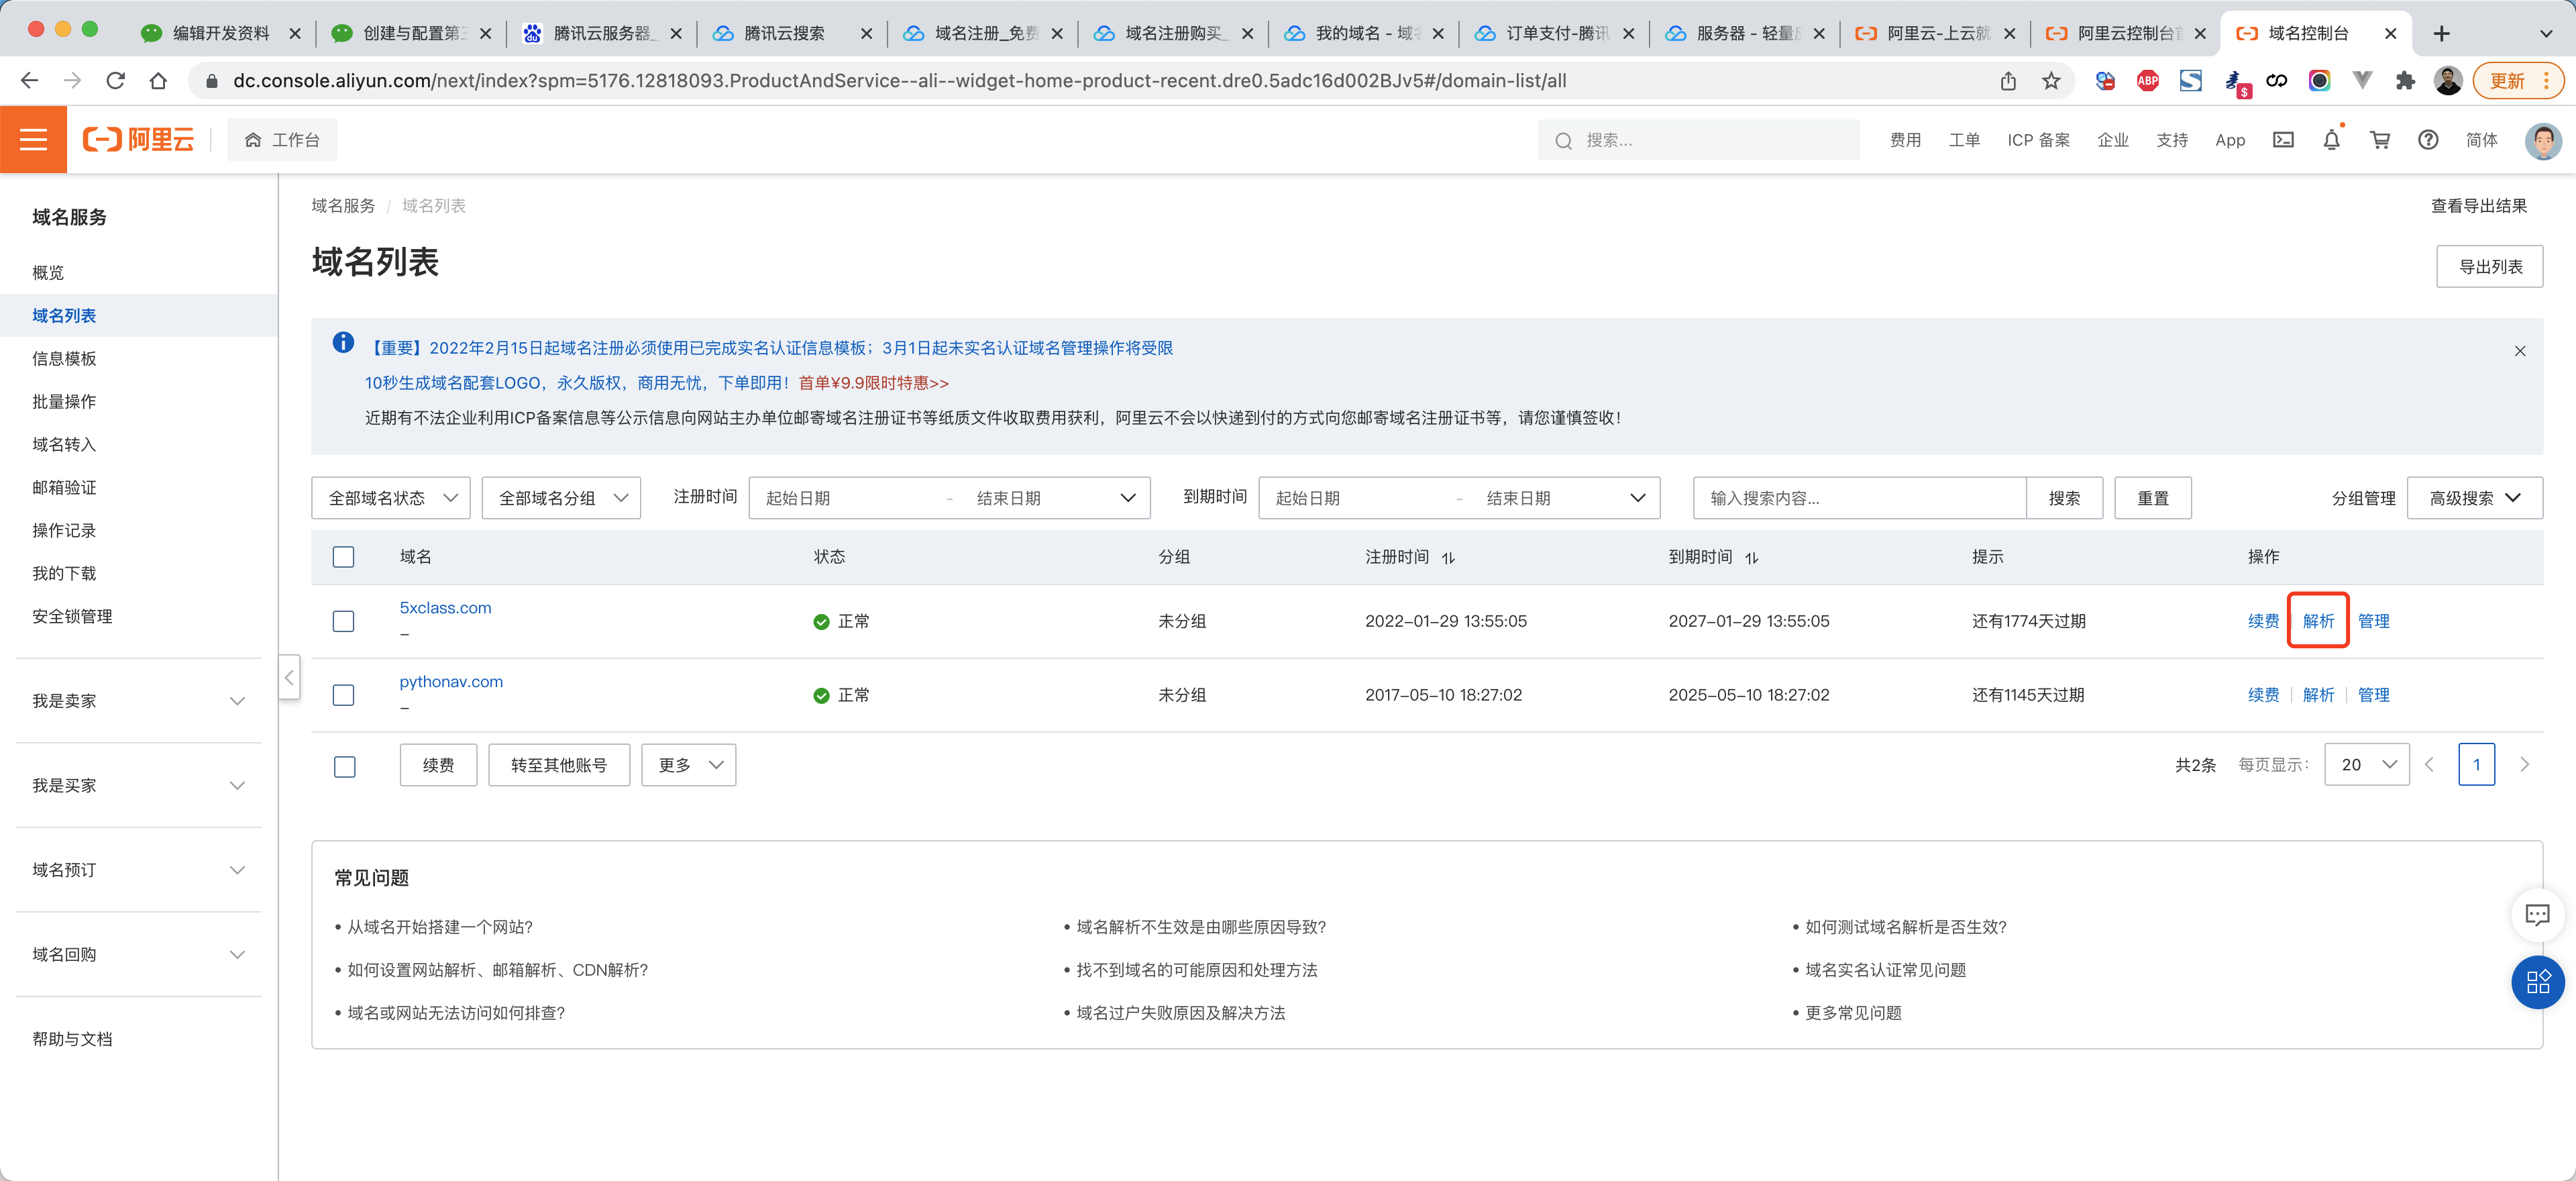 编辑开发资料
创建与配置第三
腾讯云服务器_
腾讯云搜索
域名注册_免费
域名注册购买_
我的域名 - 域名
订单支付-腾讯
服务器 - 轻量应
阿里云-上云就
阿里云控制台首
域名控制台
dc.console.aliyun.com/next/index?spm=5176.12818093.ProductAndService--ali--widget-home-product-recent.dre0.5adc16d002BJv5#/domain-list/all
ABP
$
更新
阿里云
工作台
搜索...
费用
工单
ICP 备案
企业
支持
App
简体
域名服务
概览
域名列表
信息模板
批量操作
域名转入
邮箱验证
操作记录
我的下载
安全锁管理
我是卖家
我是买家
域名预订
域名回购
帮助与文档
域名服务 / 域名列表
查看导出结果
域名列表
导出列表
【重要】2022年2月15日起域名注册必须使用已完成实名认证信息模板；3月1日起未实名认证域名管理操作将受限
10秒生成域名配套LOGO，永久版权，商用无忧，下单即用！首单¥9.9限时特惠>>
近期有不法企业利用ICP备案信息等公示信息向网站主办单位邮寄域名注册证书等纸质文件收取费用获利，阿里云不会以快递到付的方式向您邮寄域名注册证书等，请您谨慎签收！
全部域名状态 全部域名分组 注册时间 起始日期 - 结束日期 到期时间 起始日期 - 结束日期 输入搜索内容... 搜索 重置 分组管理 高级搜索
域名 状态 分组 注册时间 到期时间 提示 操作
5xclass.com 正常 未分组 2022-01-29 13:55:05 2027-01-29 13:55:05 还有1774天过期 续费 解析 管理
–
pythonav.com 正常 未分组 2017-05-10 18:27:02 2025-05-10 18:27:02 还有1145天过期 续费 解析 管理
–
续费 转至其他账号 更多 共2条 每页显示： 20 1
常见问题
• 从域名开始搭建一个网站?
• 域名解析不生效是由哪些原因导致?
• 如何测试域名解析是否生效?
• 如何设置网站解析、邮箱解析、CDN解析?
• 找不到域名的可能原因和处理方法
• 域名实名认证常见问题
• 域名或网站无法访问如何排查?
• 域名过户失败原因及解决方法
• 更多常见问题